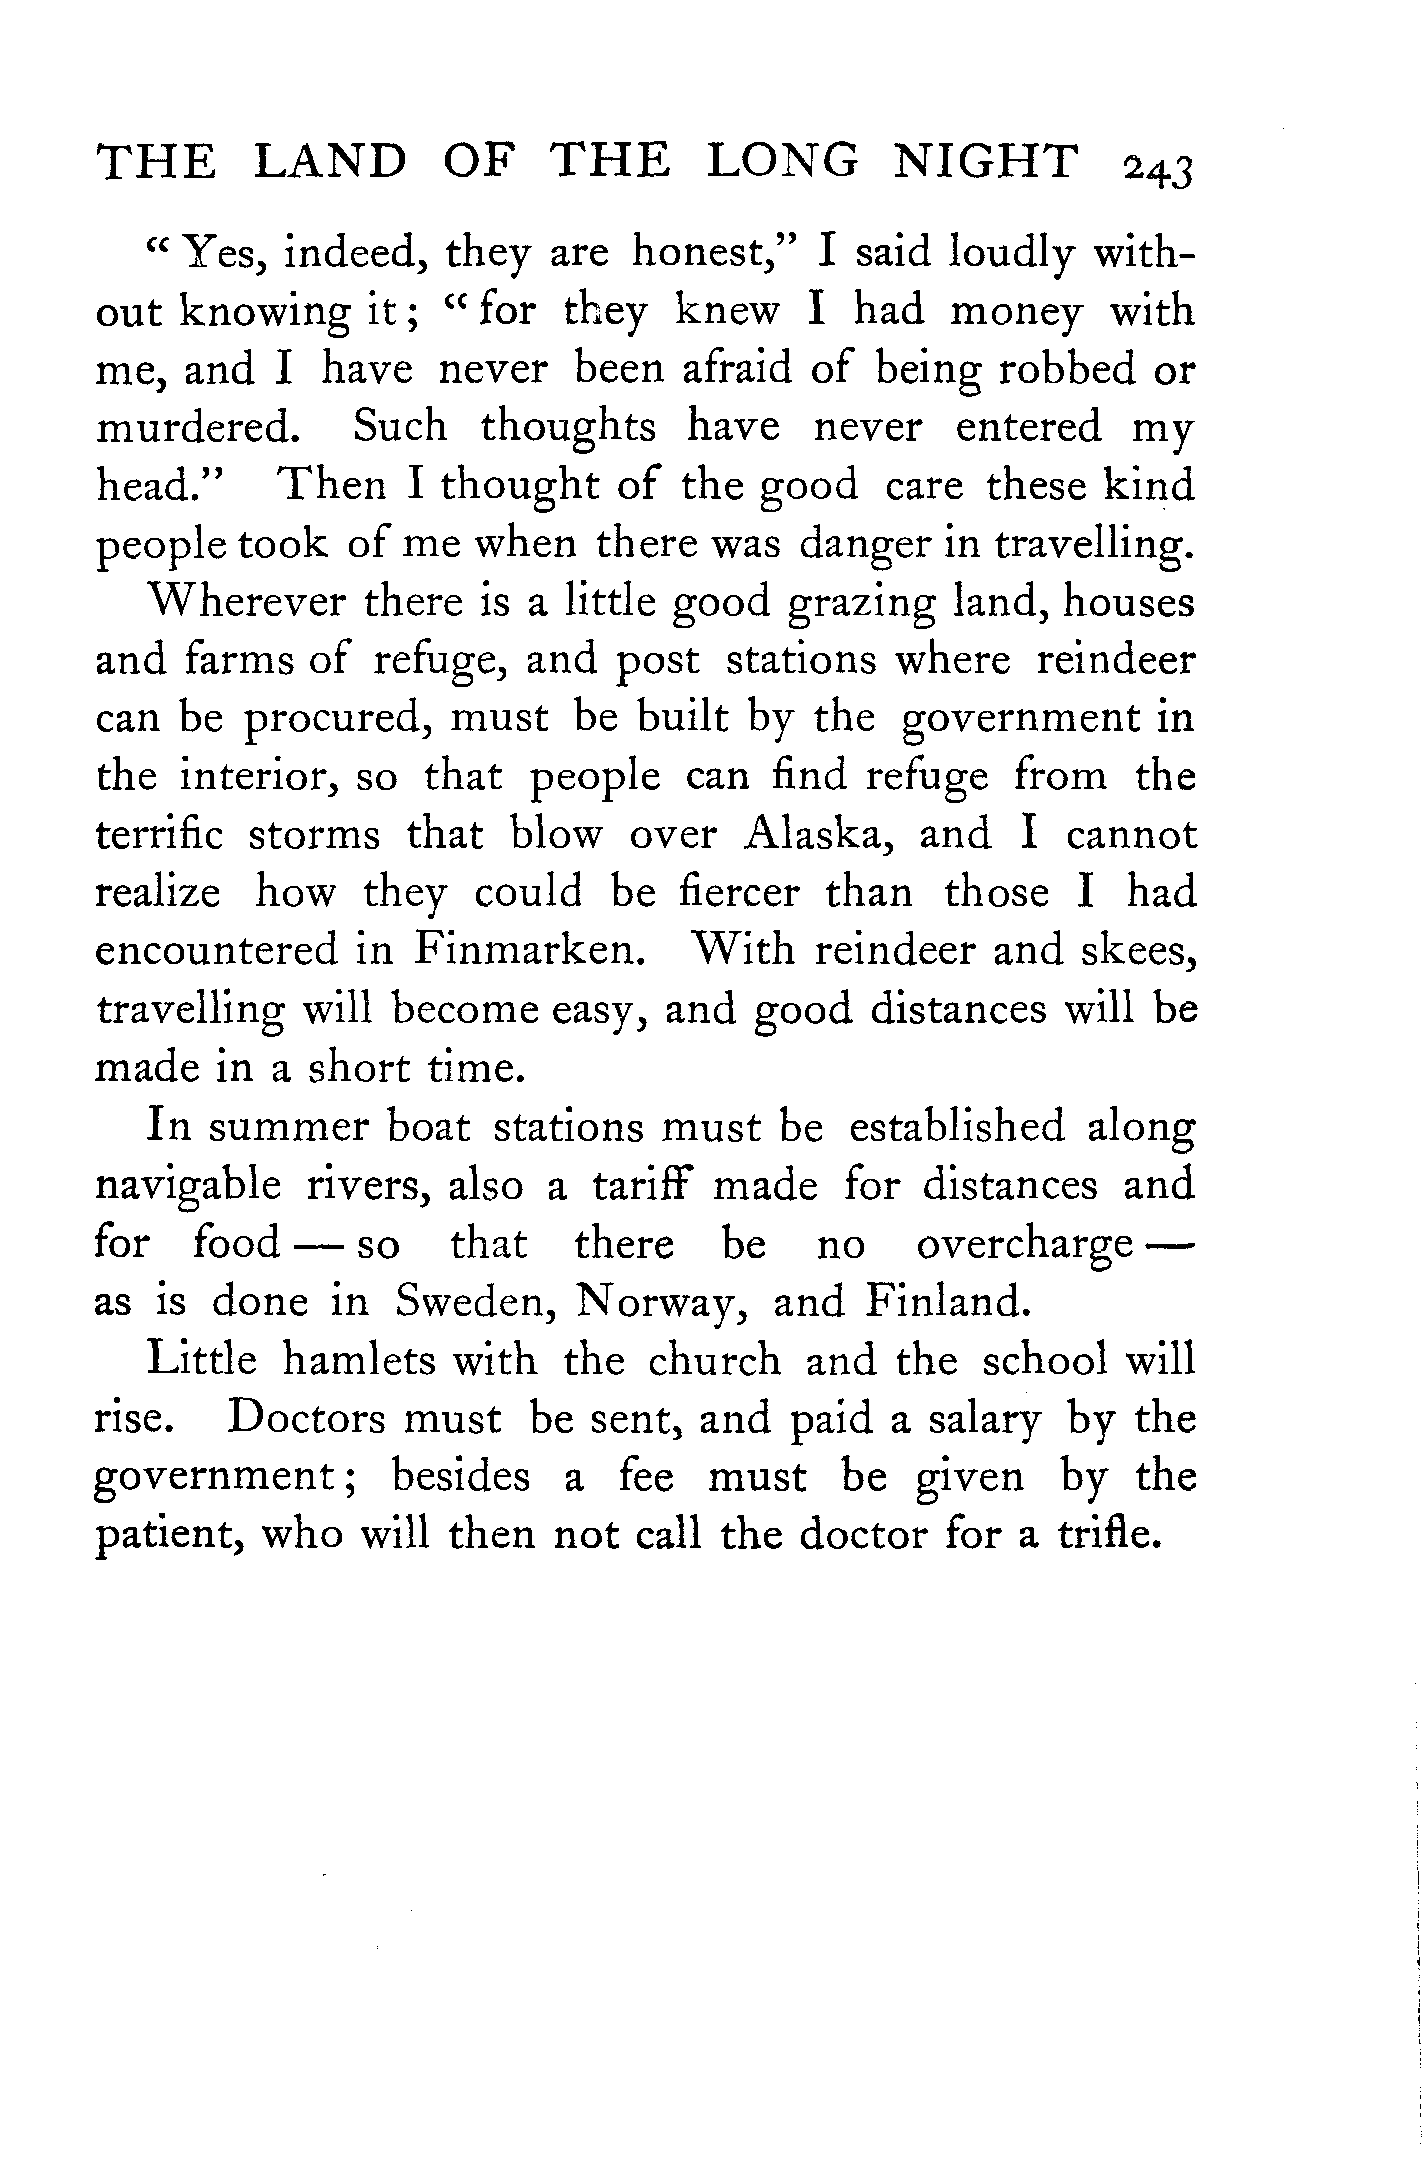 THE LAND OF THE LONG NIGHT 243
“Yes, indeed, they are honest,” I said loudly with-
out knowing it; “for they knew I had money with
me, and I have never been afraid of being robbed or
murdered. Such thoughts have never entered my
head.” Then I thought of the good care these kind
people took of me when there was danger in travelling.
Wherever there is a little good grazing land, houses
and farms of refuge, and post stations where reindeer
can be procured, must be built by the government in
the interior, so that people can find refuge from the
terrific storms that blow over Alaska, and I cannot
realize how they could be fiercer than those I had
encountered in Finmarken. With reindeer and skees,
travelling will become easy, and good distances will be
made in a short time.
In summer boat stations must be established along
navigable rivers, also a tariff made for distances and
for food — so that there be no overcharge —
as is done in Sweden, Norway, and Finland.
Little hamlets with the church and the school will
rise. Doctors must be sent, and paid a salary by the
government; besides a fee must be given by the
patient, who will then not call the doctor for a trifle.